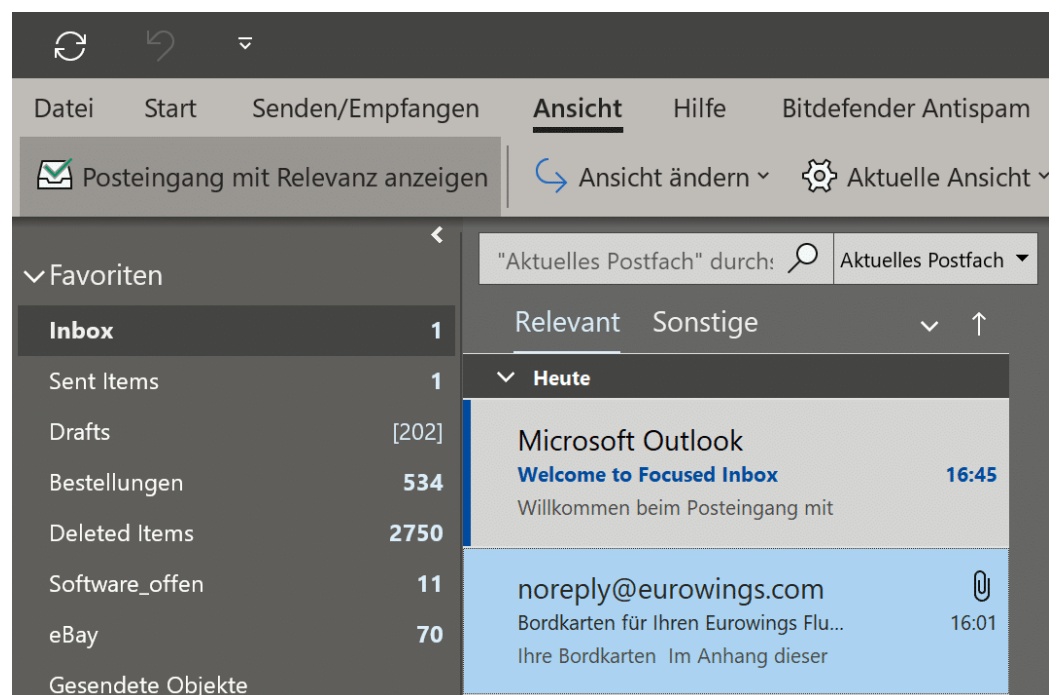 Datei Start Senden/Empfangen Ansicht Hilfe Bitdefender Antispam
Posteingang mit Relevanz anzeigen Ansicht ändern Aktuelle Ansicht
Favoriten
Inbox 1
Sent Items 1
Drafts [202]
Bestellungen 534
Deleted Items 2750
Software_offen 11
eBay 70
Gesendete Objekte
"Aktuelles Postfach" durchs Aktuelles Postfach
Relevant Sonstige
Heute
Microsoft Outlook
Welcome to Focused Inbox 16:45
Willkommen beim Posteingang mit
noreply@eurowings.com
Bordkarten für Ihren Eurowings Flu... 16:01
Ihre Bordkarten Im Anhang dieser